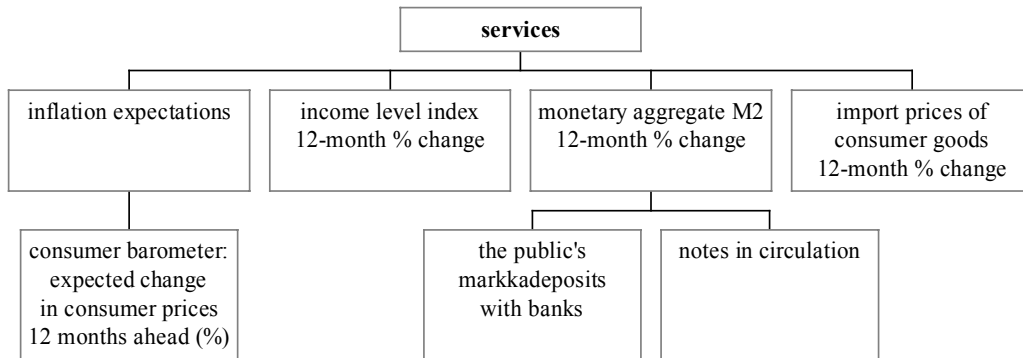 services
inflation expectations
income level index
12-month % change
monetary aggregate M2
12-month % change
import prices of
consumer goods
12-month % change
consumer barometer:
expected change
in consumer prices
12 months ahead (%)
the public's
markkadeposits
with banks
notes in circulation